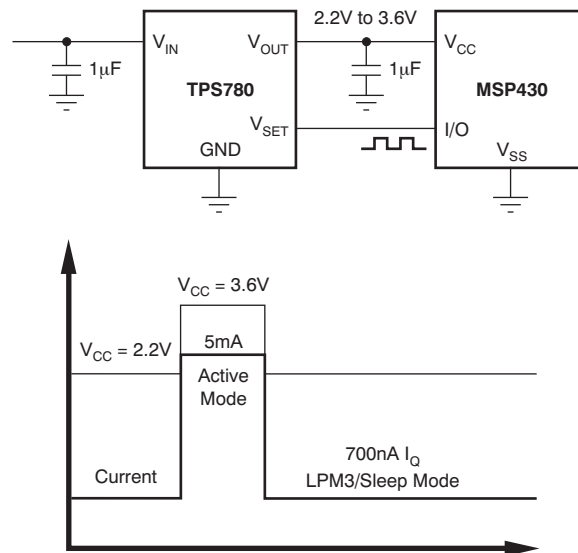 2.2V to 3.6V
V_IN
V_OUT
V_CC
1μF
1μF
TPS780
MSP430
V_SET
I/O
GND
V_SS
V_CC = 3.6V
V_CC = 2.2V
5mA
Active
Mode
700nA I_Q
Current
LPM3/Sleep Mode